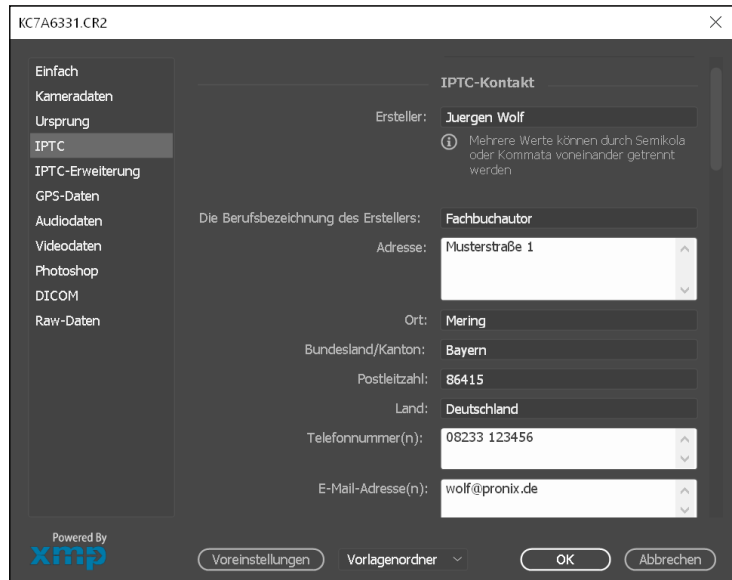 KC7A6331.CR2
Einfach
Kameradaten
Ursprung
IPTC
IPTC-Erweiterung
GPS-Daten
Audiodaten
Videodaten
Photoshop
DICOM
Raw-Daten
IPTC-Kontakt
Ersteller: Juergen Wolf
Mehrere Werte können durch Semikola
oder Kommata voneinander getrennt
werden
Die Berufsbezeichnung des Erstellers: Fachbuchautor
Adresse: Musterstraße 1
Ort: Mering
Bundesland/Kanton: Bayern
Postleitzahl: 86415
Land: Deutschland
Telefonnummer(n): 08233 123456
E-Mail-Adresse(n): wolf@pronix.de
Powered By
xmp
Voreinstellungen
Vorlagenordner
OK
Abbrechen